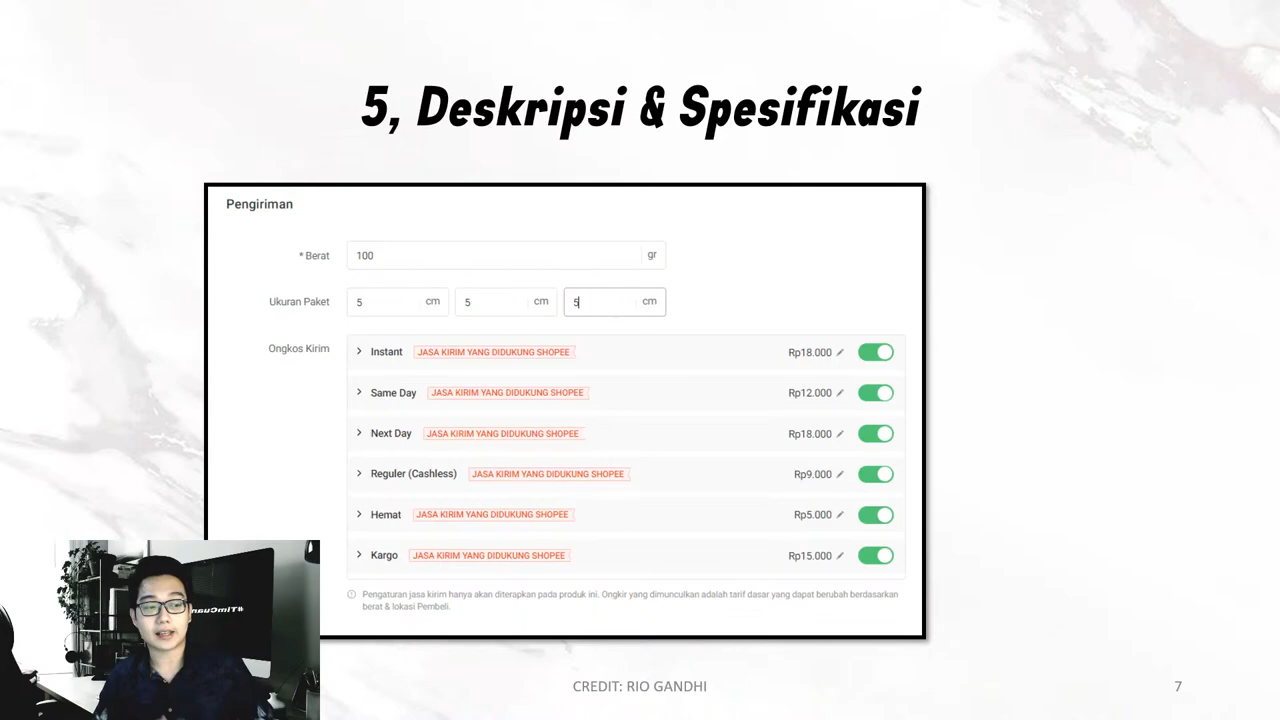 5, Deskripsi & Spesifikasi
Pengiriman
* Berat 100 gr
Ukuran Paket 5 cm 5 cm 5 cm
Ongkos Kirim
Instant JASA KIRIM YANG DIDUKUNG SHOPEE Rp18.000
Same Day JASA KIRIM YANG DIDUKUNG SHOPEE Rp12.000
Next Day JASA KIRIM YANG DIDUKUNG SHOPEE Rp18.000
Reguler (Cashless) JASA KIRIM YANG DIDUKUNG SHOPEE Rp9.000
Hemat JASA KIRIM YANG DIDUKUNG SHOPEE Rp5.000
Kargo JASA KIRIM YANG DIDUKUNG SHOPEE Rp15.000
Pengaturan jasa kirim hanya akan diterapkan pada produk ini. Ongkir yang dimunculkan adalah tarif dasar yang dapat berubah berdasarkan
berat & lokasi Pembeli.
#TimCuan
CREDIT: RIO GANDHI
7